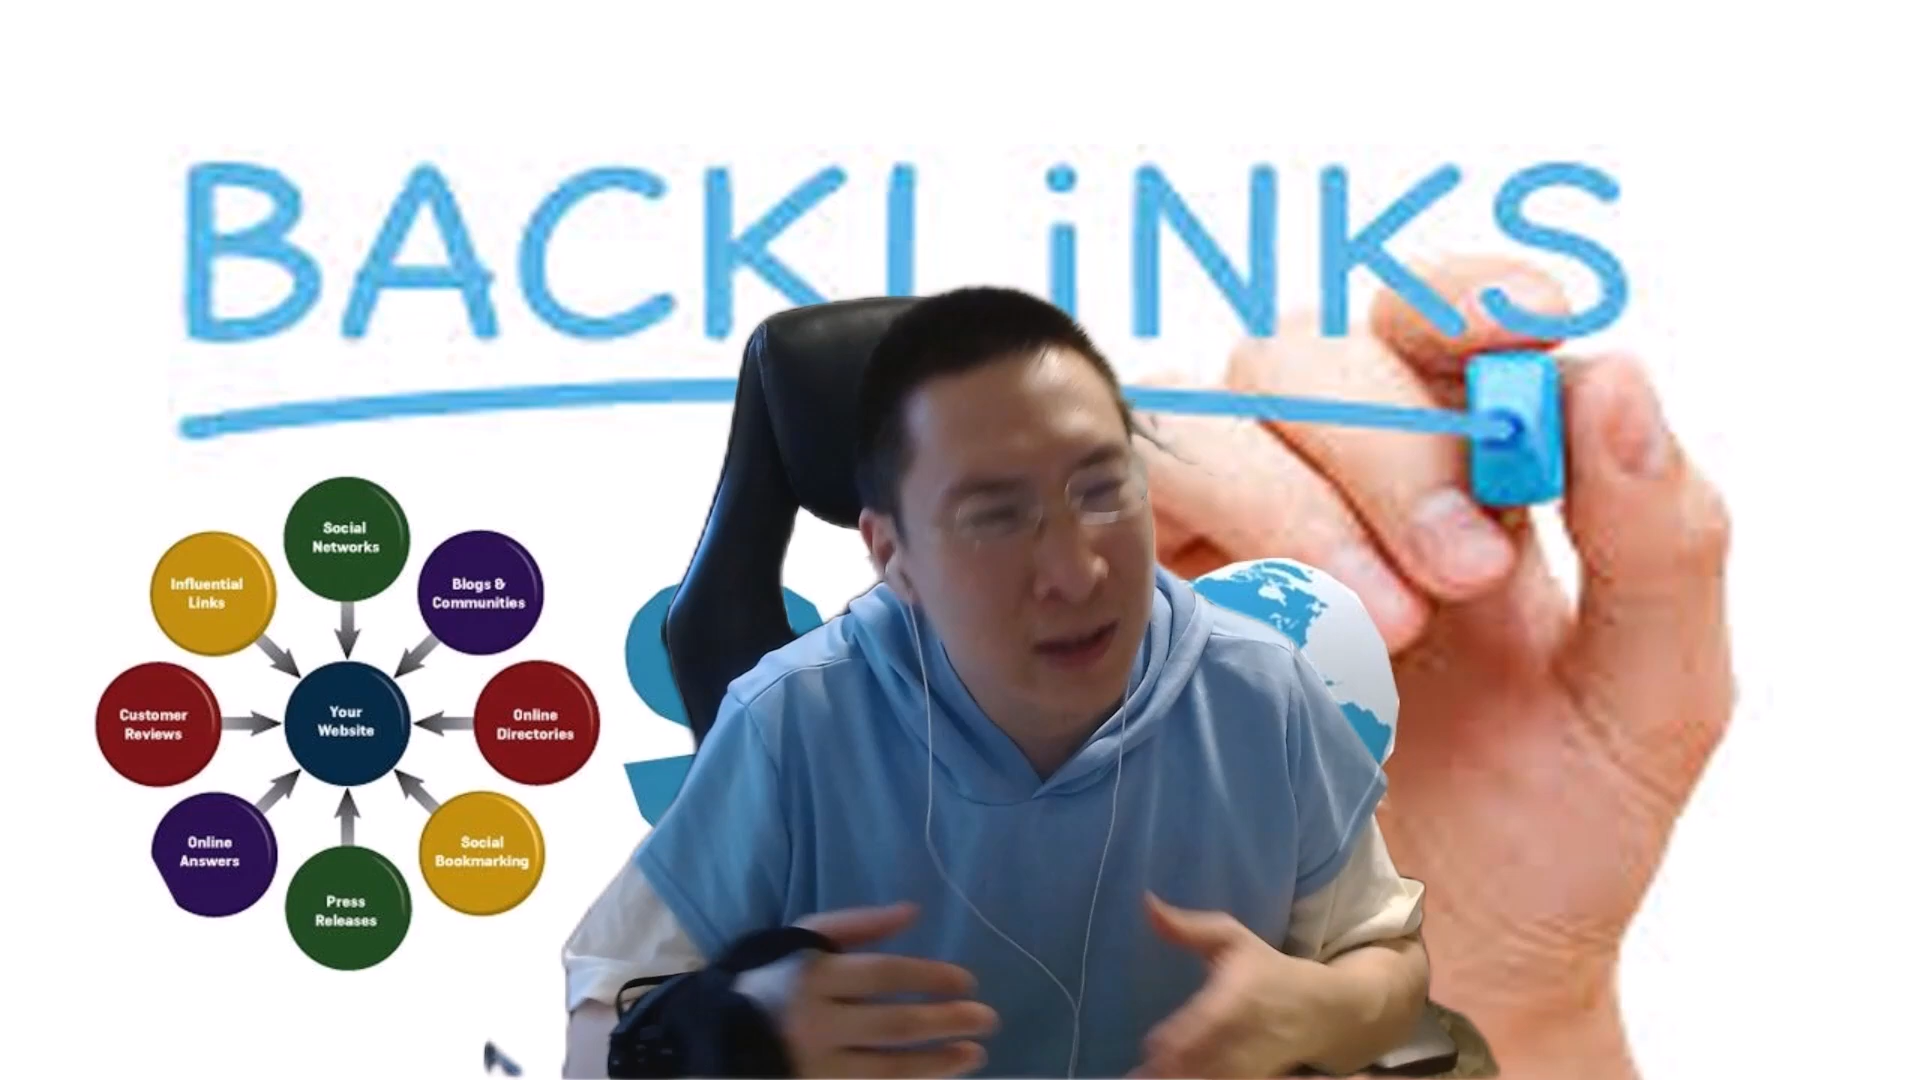 BACKLiNKS
Social
Networks
Blogs &
Communities
Influential
Links
Your
Website
Customer
Reviews
Online
Directories
Online
Answers
Social
Bookmarking
Press
Releases
S